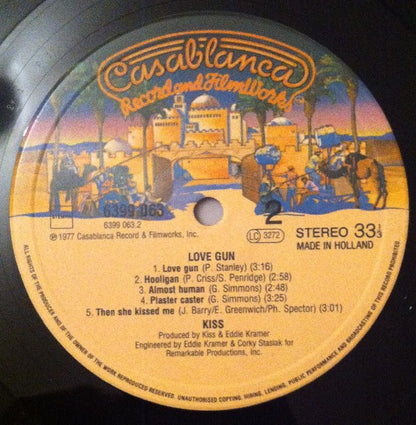 Casablanca
Record and FilmWorks
6399 063
6399 063.2
℗ 1977 Casablanca Record & Filmworks, Inc.
2
LC 3272
STEREO 33⅓
MADE IN HOLLAND
LOVE GUN
1. Love gun (P. Stanley) (3:16)
2. Hooligan (P. Criss/S. Penridge) (2:58)
3. Almost human (G. Simmons) (2:48)
4. Plaster caster (G. Simmons) (3:25)
5. Then she kissed me (J. Barry/E. Greenwich/Ph. Spector) (3:01)
KISS
Produced by Kiss & Eddie Kramer
Engineered by Eddie Kramer & Corky Stasiak for
Remarkable Productions, Inc.
ALL RIGHTS OF THE PRODUCER AND OF THE OWNER OF THE WORK REPRODUCED RESERVED. UNAUTHORISED COPYING, HIRING, LENDING, PUBLIC PERFORMANCE AND BROADCASTING OF THIS RECORD PROHIBITED.